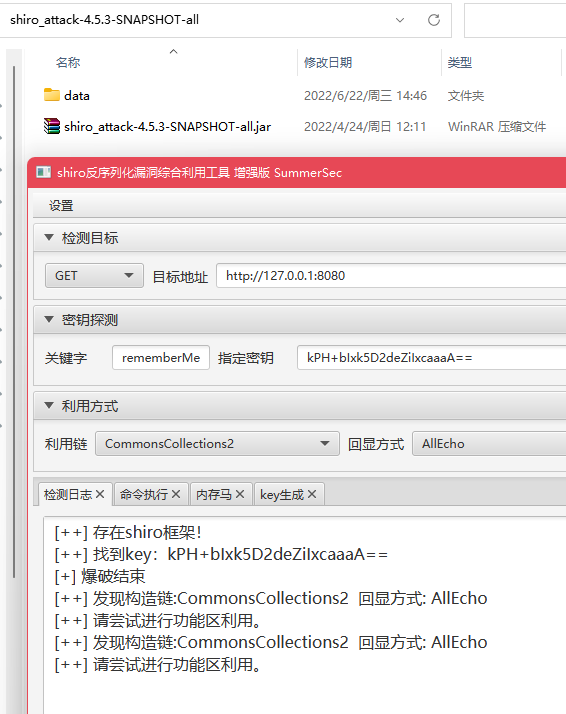 shiro_attack-4.5.3-SNAPSHOT-all
名称 修改日期 类型
data 2022/6/22/周三 14:46 文件夹
shiro_attack-4.5.3-SNAPSHOT-all.jar 2022/4/24/周日 12:11 WinRAR 压缩文件
shiro反序列化漏洞综合利用工具 增强版 SummerSec
设置
检测目标
GET 目标地址 http://127.0.0.1:8080
密钥探测
关键字 rememberMe 指定密钥 kPH+bIxk5D2deZiIxcaaaA==
利用方式
利用链 CommonsCollections2 回显方式 AllEcho
检测日志 命令执行 内存马 key生成
[++] 存在shiro框架!
[++] 找到key：kPH+bIxk5D2deZiIxcaaaA==
[+] 爆破结束
[++] 发现构造链:CommonsCollections2 回显方式: AllEcho
[++] 请尝试进行功能区利用。
[++] 发现构造链:CommonsCollections2 回显方式: AllEcho
[++] 请尝试进行功能区利用。